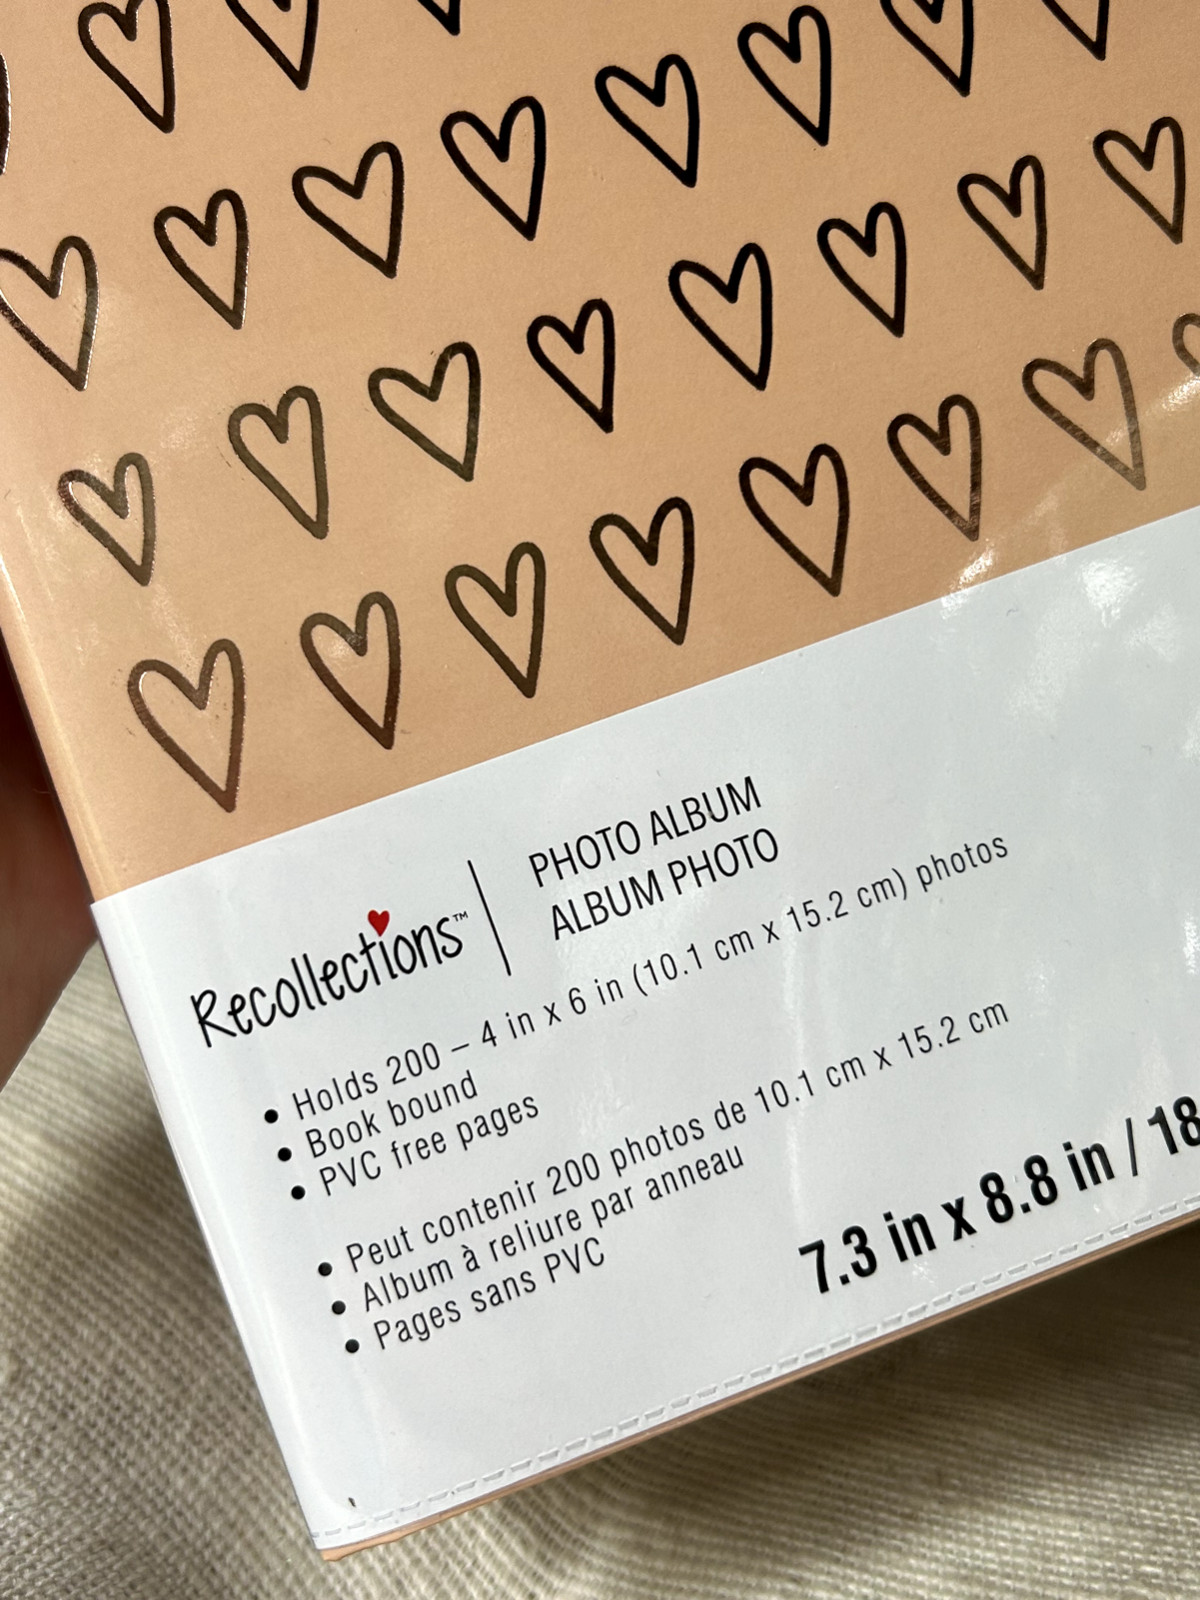 Recollections™
PHOTO ALBUM
ALBUM PHOTO
• Holds 200 – 4 in x 6 in (10.1 cm x 15.2 cm) photos
• Book bound
• PVC free pages
• Peut contenir 200 photos de 10.1 cm x 15.2 cm
• Album à reliure par anneau
• Pages sans PVC
7.3 in x 8.8 in / 18